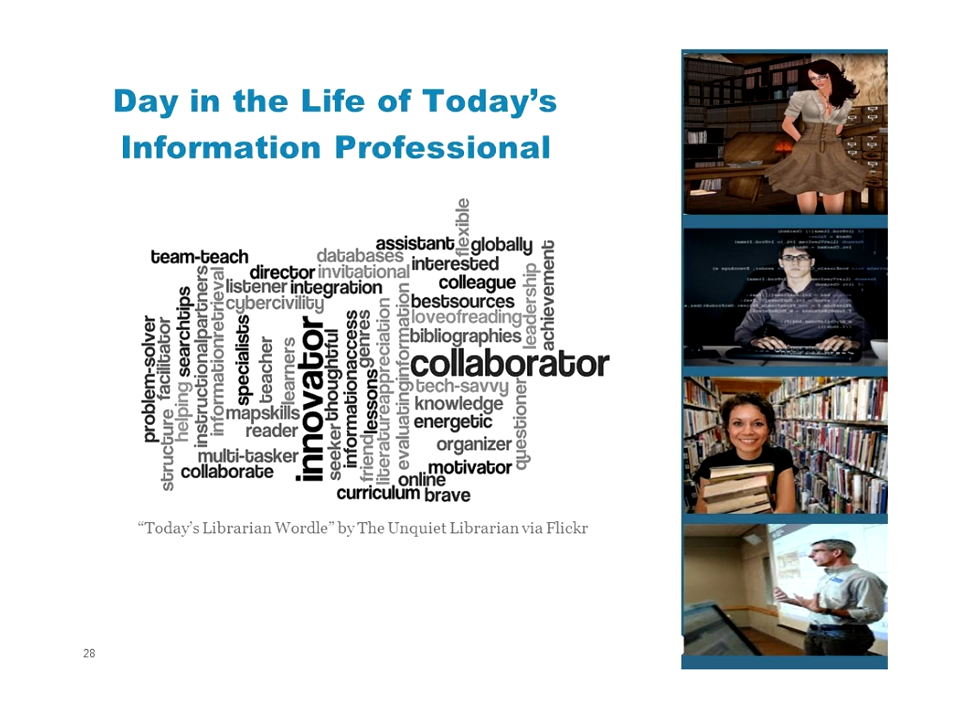 Day in the Life of Today's
Information Professional
flexible
assistant
globally
team-teach
databases
interested
achievement
director
invitational
colleague
leadership
listener
integration
bestsources
cybercivility
loveofreading
bibliographies
collaborator
problem-solver
facilitator
searchtips
instructionalpartners
informationretrieval
specialists
teacher
learners
innovator
thoughtful
informationaccess
genres
literatureappreciation
evaluatinginformation
tech-savvy
knowledge
energetic
questioner
structure
helping
mapskills
reader
seeker
friend
lessons
organizer
multi-tasker
collaborate
motivator
online
curriculum
brave
“Today’s Librarian Wordle” by The Unquiet Librarian via Flickr
28